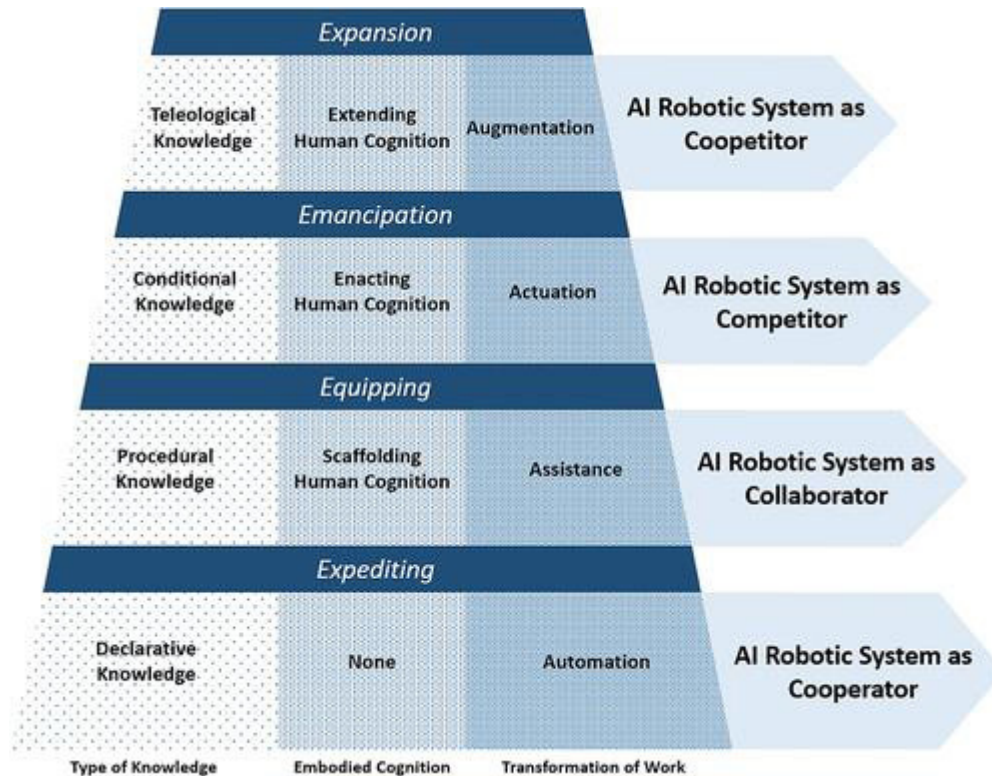 Expansion
Teleological
Knowledge
Extending
Human Cognition
Augmentation
AI Robotic System as
Coopetitor
Emancipation
Conditional
Knowledge
Enacting
Human Cognition
Actuation
AI Robotic System as
Competitor
Equipping
Procedural
Knowledge
Scaffolding
Human Cognition
Assistance
AI Robotic System as
Collaborator
Expediting
Declarative
Knowledge
None
Automation
AI Robotic System as
Cooperator
Type of Knowledge
Embodied Cognition
Transformation of Work